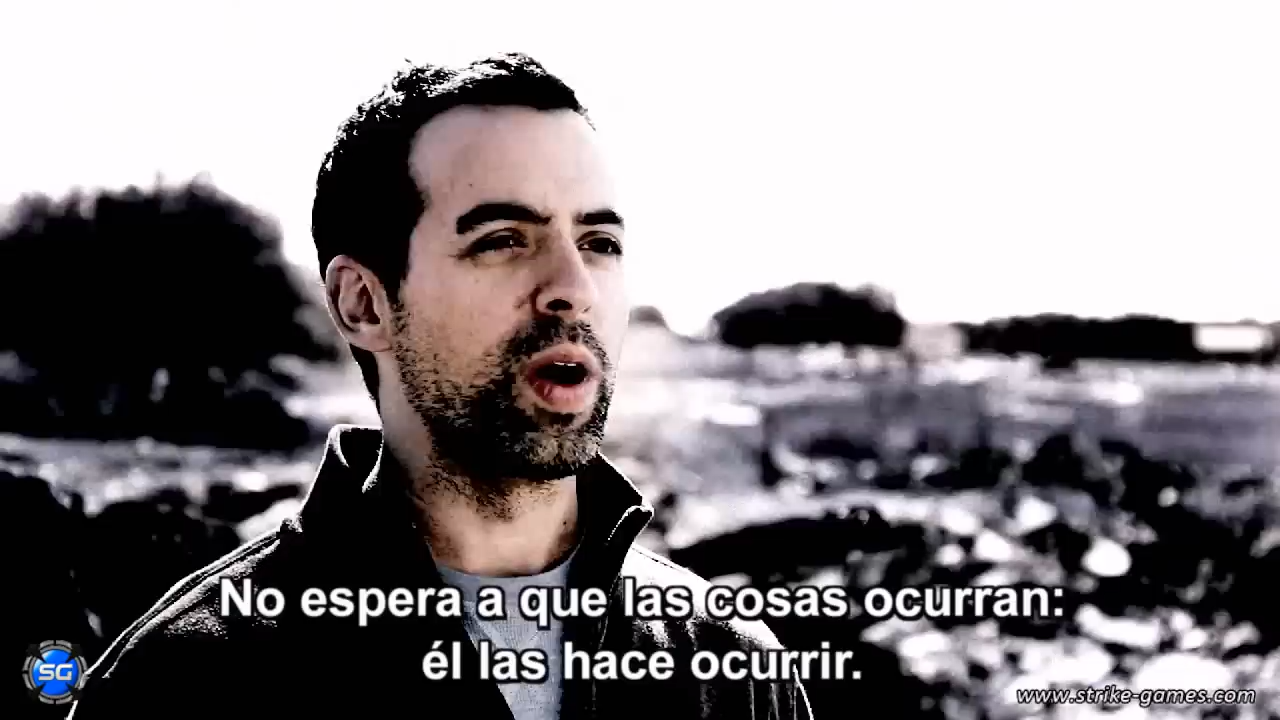 No espera a que las cosas ocurran:
él las hace ocurrir.
SG
www.strike-games.com